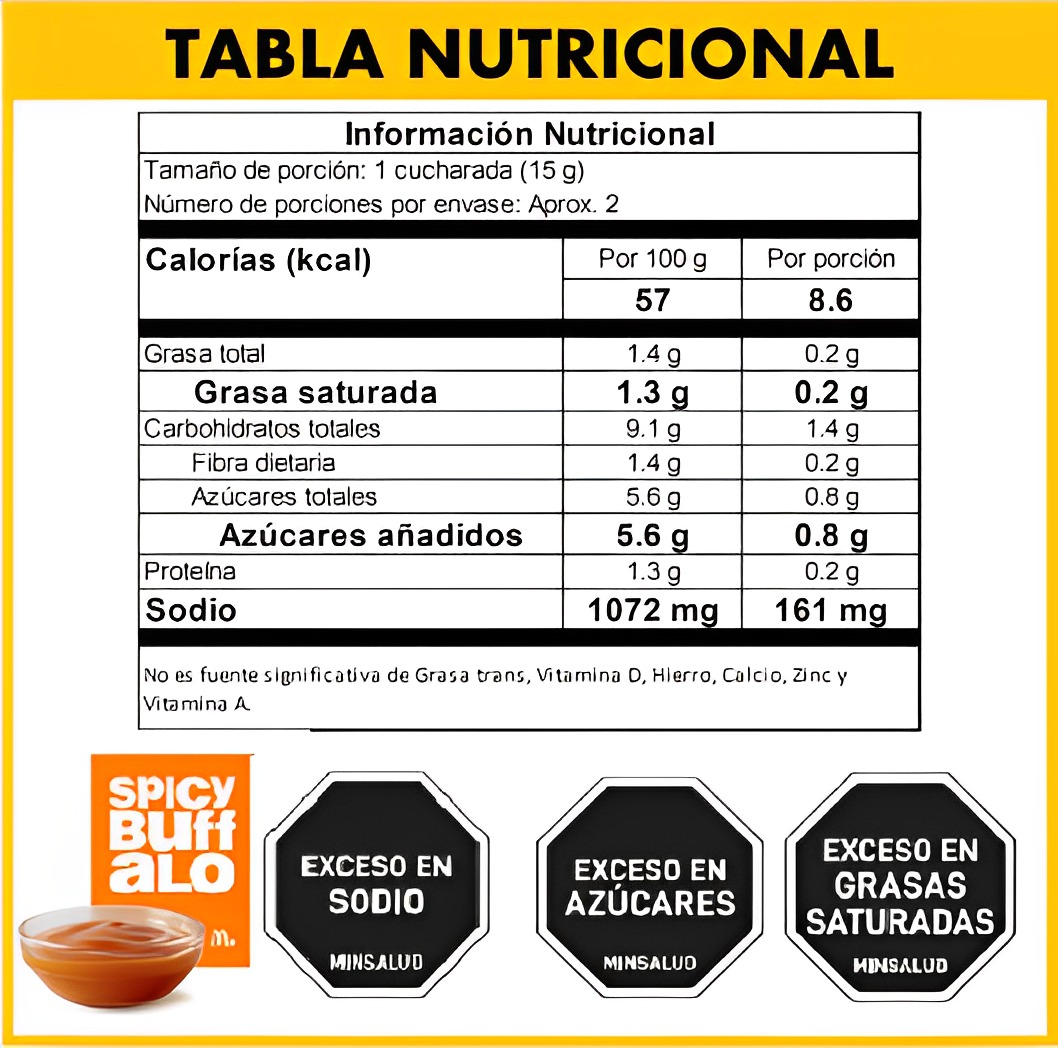 TABLA NUTRICIONAL
Información Nutricional
Tamaño de porción: 1 cucharada (15 g)
Número de porciones por envase: Aprox. 2
Calorías (kcal) Por 100 g Por porción
57 8.6
Grasa total 1.4 g 0.2 g
Grasa saturada 1.3 g 0.2 g
Carbohidratos totales 9.1 g 1.4 g
Fibra dietaria 1.4 g 0.2 g
Azúcares totales 5.6 g 0.8 g
Azúcares añadidos 5.6 g 0.8 g
Proteína 1.3 g 0.2 g
Sodio 1072 mg 161 mg
No es fuente significativa de Grasa trans, Vitamina D, Hierro, Calcio, Zinc y
Vitamina A.
SPICY
BUFF
ALO
m.
EXCESO EN
SODIO
MINSALUD
EXCESO EN
AZÚCARES
MINSALUD
EXCESO EN
GRASAS
SATURADAS
MINSALUD